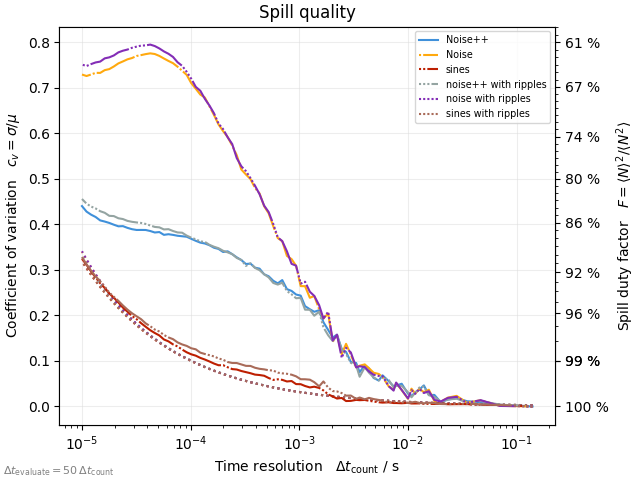 Spill quality
Coefficient of variation   c_v = σ/μ
0.8
0.7
0.6
0.5
0.4
0.3
0.2
0.1
0.0
Noise++
Noise
sines
noise++ with ripples
noise with ripples
sines with ripples
61 %
67 %
74 %
80 %
86 %
92 %
96 %
99 %
100 %
Spill duty factor   F = ⟨N⟩²/⟨N²⟩
10⁻⁵
10⁻⁴
10⁻³
10⁻²
10⁻¹
Time resolution   Δt_count / s
Δt_evaluate = 50 Δt_count